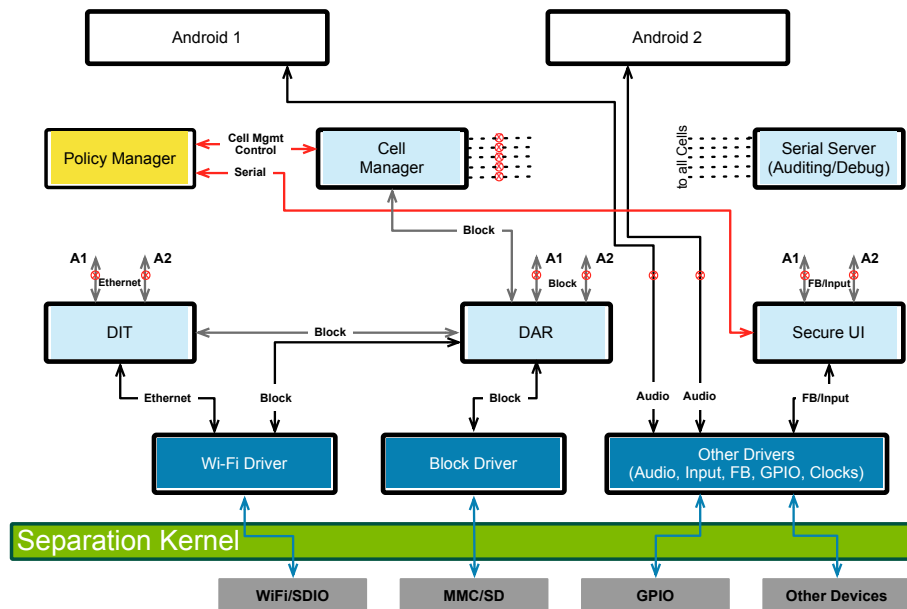 Android 1
Android 2
Policy Manager
Cell Mgmt
Control
Serial
Cell
Manager
to all Cells
Serial Server
(Auditing/Debug)
Block
A1
A2
Ethernet
A1
A2
Block
A1
A2
FB/Input
DIT
Block
DAR
Secure UI
Ethernet
Block
Block
Audio
Audio
FB/Input
Wi-Fi Driver
Block Driver
Other Drivers
(Audio, Input, FB, GPIO, Clocks)
Separation Kernel
WiFi/SDIO
MMC/SD
GPIO
Other Devices